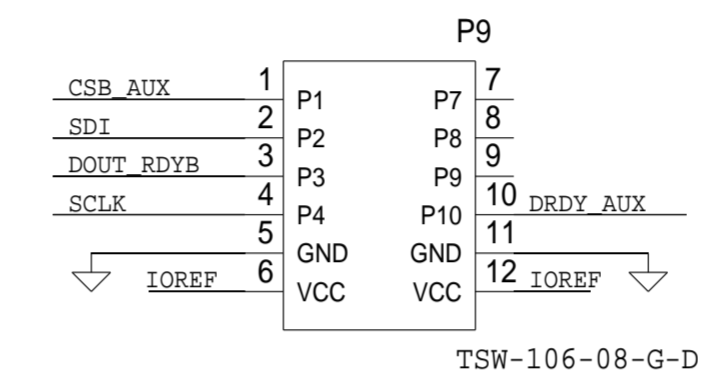 P9
CSB_AUX 1 P1 P7 7
SDI 2 P2 P8 8
DOUT_RDYB 3 P3 P9 9
SCLK 4 P4 P10 10 DRDY_AUX
5 GND GND 11
IOREF 6 VCC VCC 12 IOREF
TSW-106-08-G-D